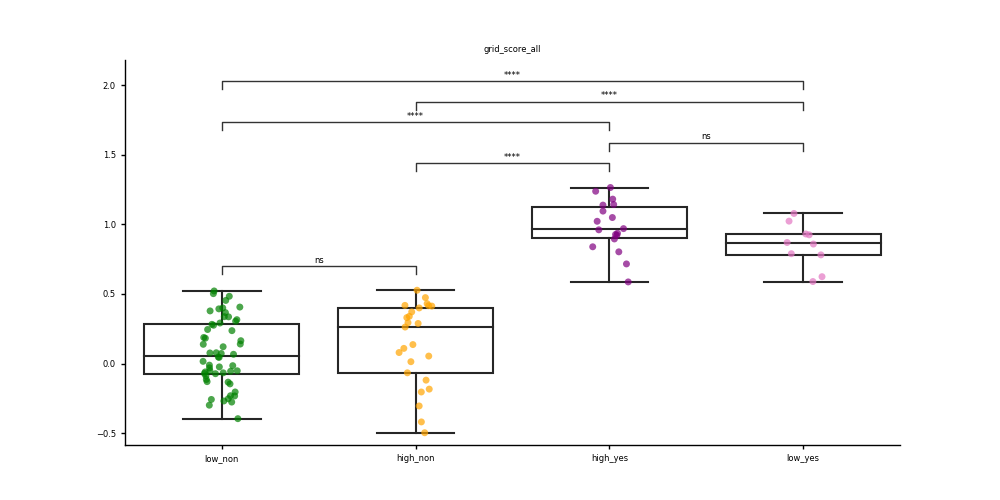 grid_score_all
2.0
1.5
1.0
0.5
0.0
−0.5
****
****
****
ns
****
ns
low_non
high_non
high_yes
low_yes